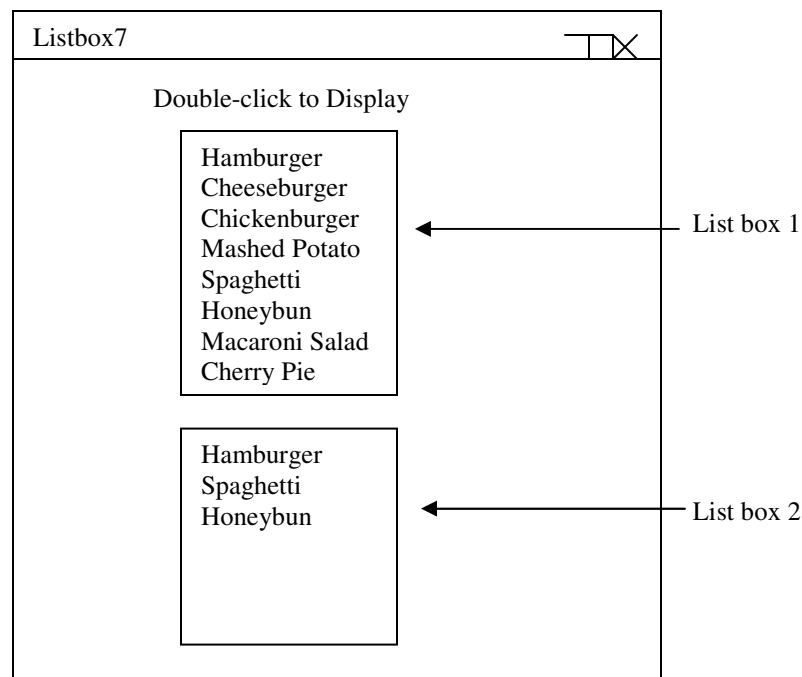 Listbox7
Double-click to Display
Hamburger
Cheeseburger
Chickenburger
Mashed Potato
Spaghetti
Honeybun
Macaroni Salad
Cherry Pie
List box 1
Hamburger
Spaghetti
Honeybun
List box 2